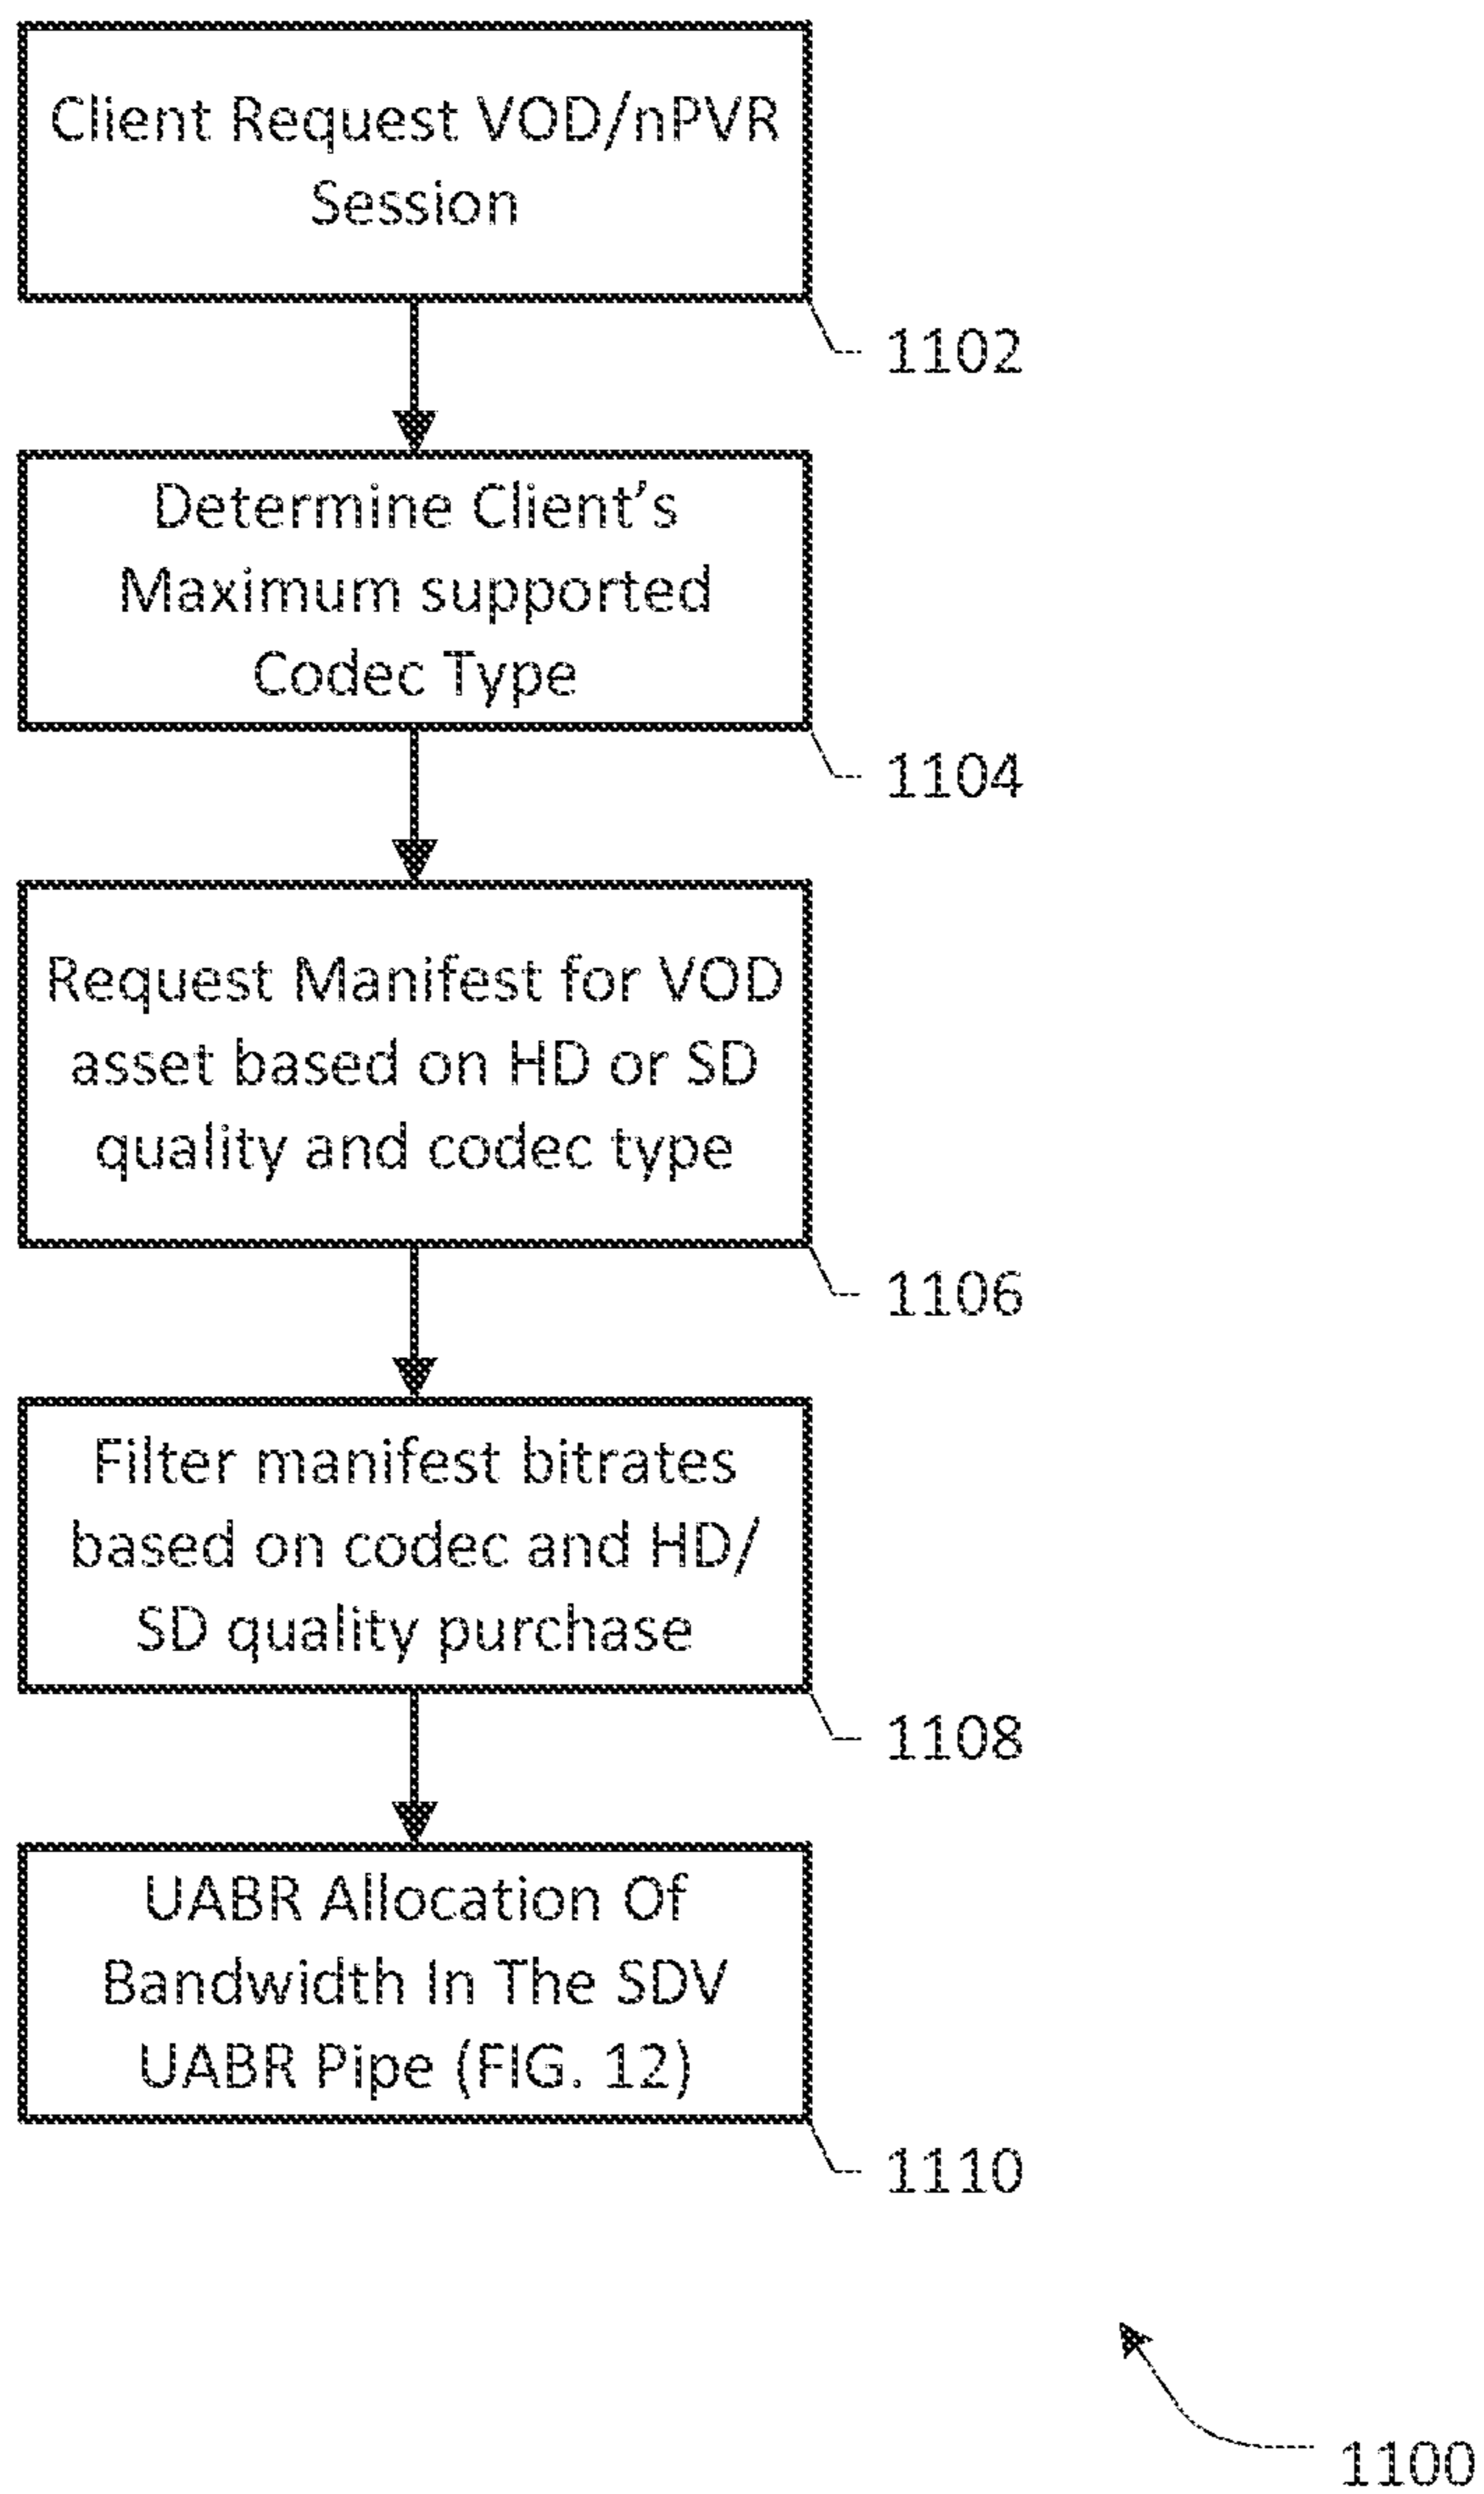 Client Request VOD/nPVR
Session
1102
Determine Client's
Maximum supported
Codec Type
1104
Request Manifest for VOD
asset based on HD or SD
quality and codec type
1106
Filter manifest bitrates
based on codec and HD/
SD quality purchase
1108
UABR Allocation Of
Bandwidth In The SDV
UABR Pipe (FIG. 12)
1110
1100